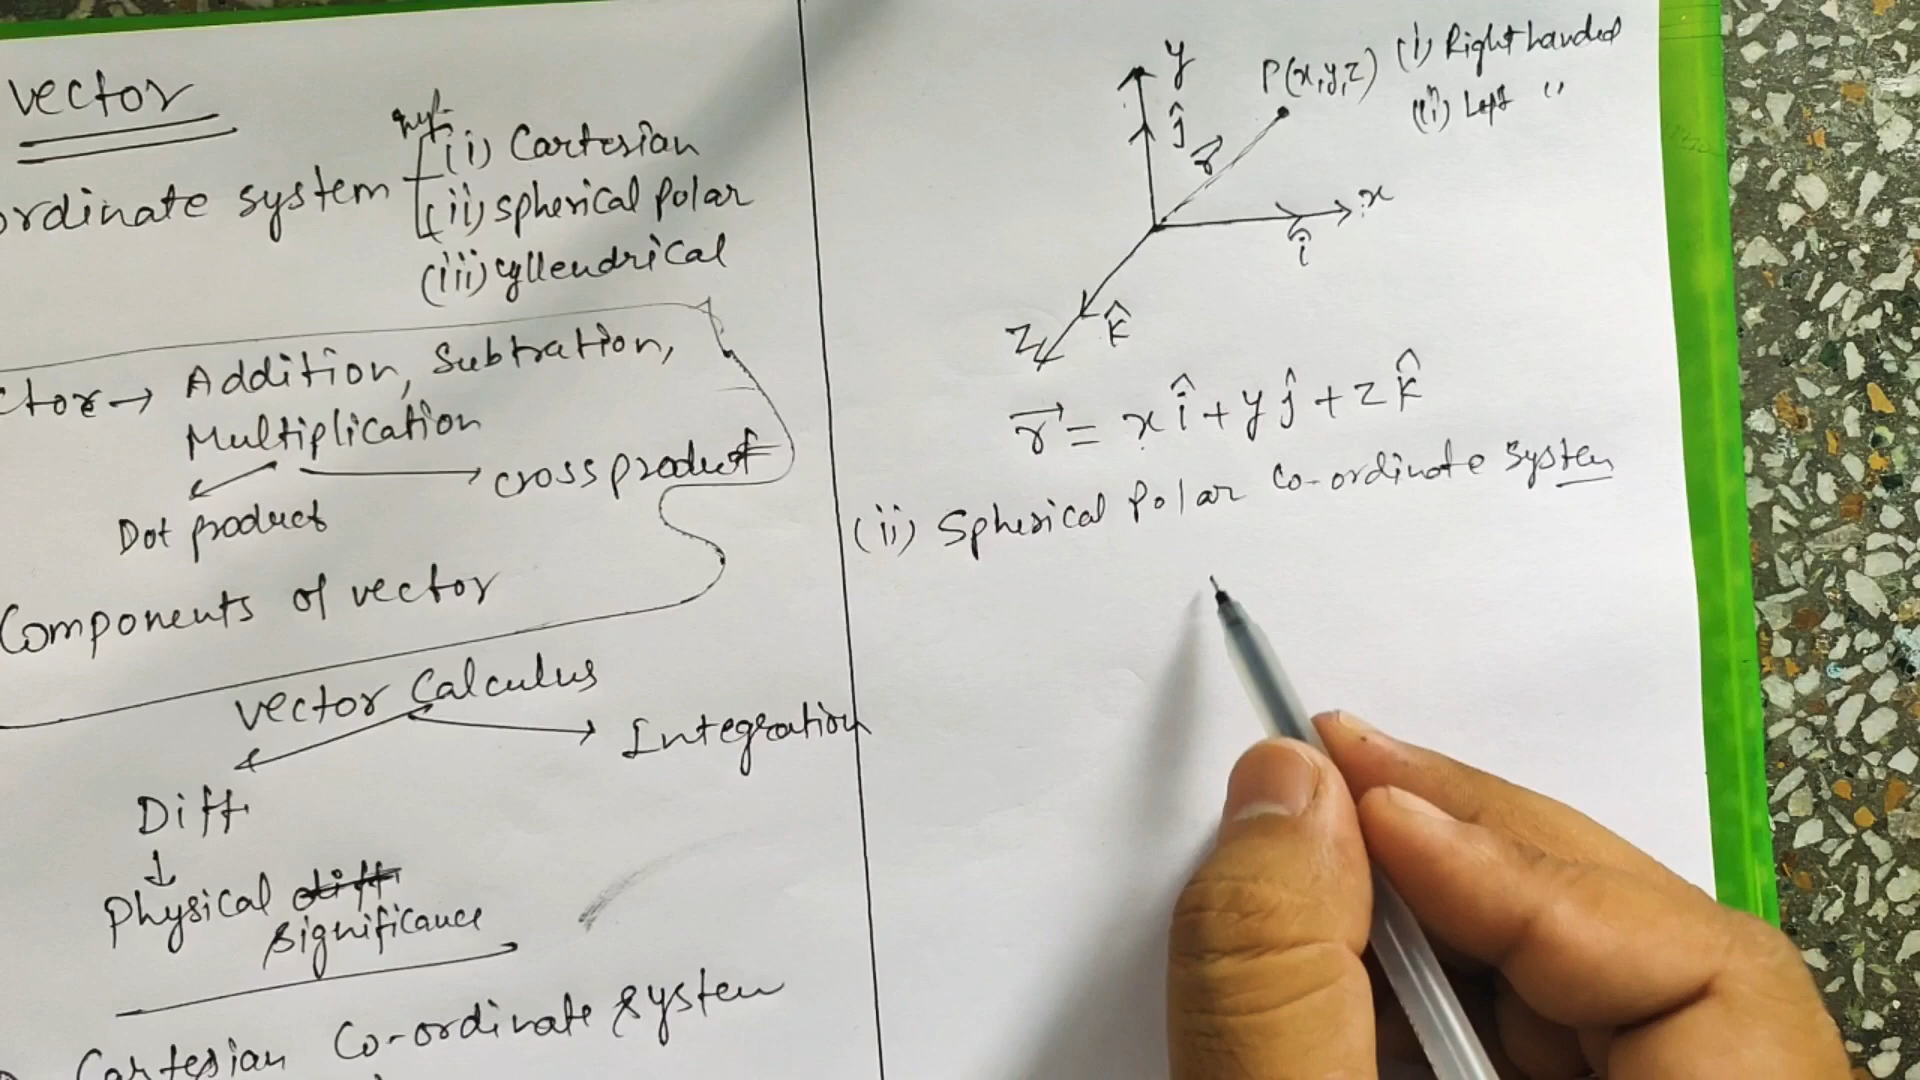 vector
ordinate system
(i) Cartesian
(ii) spherical polar
(iii) cyllendrical
ctor → Addition, Subtration,
Multiplication
Dot product
cross product
Components of vector
vector Calculus
Diff.
Integration
Physical diff.
significance
Cartesian Co-ordinate system
y
ĵ
P(x,y,z)
(i) Right handed
(ii) Left "
r⃗
x
î
z
k̂
r⃗ = x î + y ĵ + z k̂
(ii) Spherical Polar Co-ordinate System